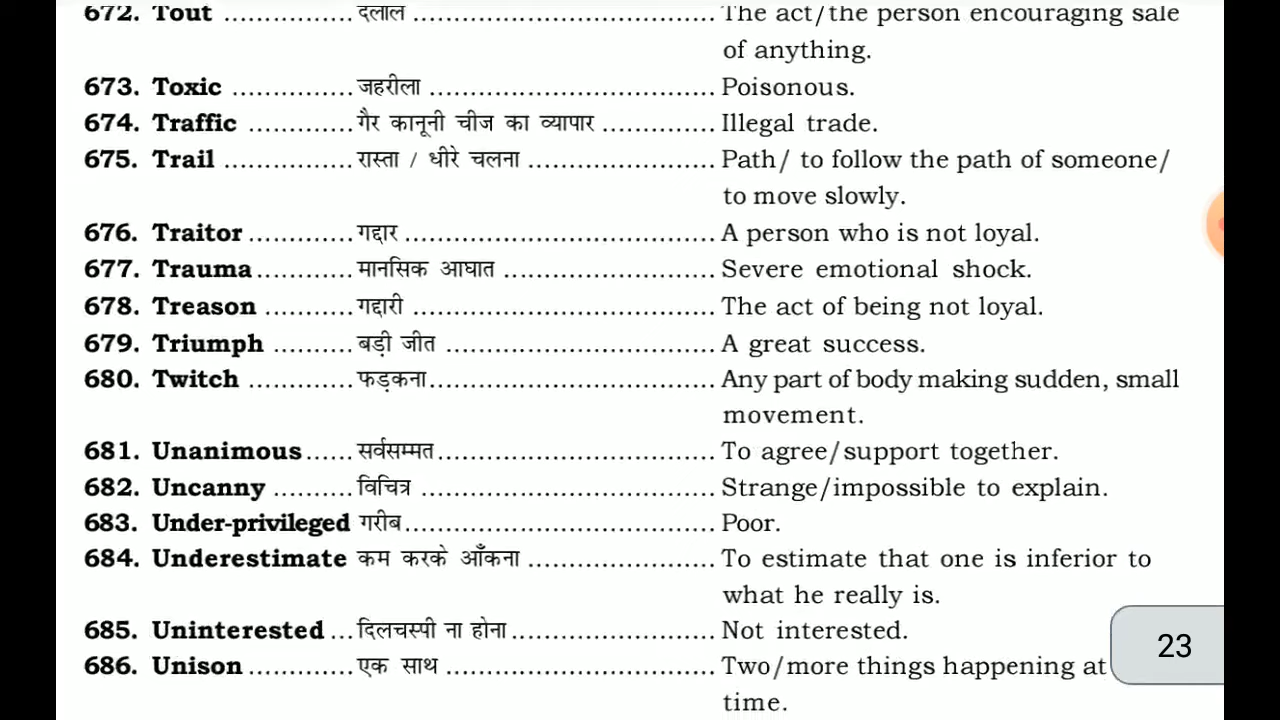 672. Tout ............. दलाल ....................................... The act/the person encouraging sale
of anything.
673. Toxic ............... जहरीला ..................................... Poisonous.
674. Traffic ............. गैर कानूनी चीज का व्यापार .............. Illegal trade.
675. Trail ................ रास्ता / धीरे चलना ........................ Path/ to follow the path of someone/
to move slowly.
676. Traitor ............. गद्दार ........................................ A person who is not loyal.
677. Trauma ............ मानसिक आघात ........................... Severe emotional shock.
678. Treason ........... गद्दारी ....................................... The act of being not loyal.
679. Triumph .......... बड़ी जीत ................................... A great success.
680. Twitch ............. फड़कना..................................... Any part of body making sudden, small
movement.
681. Unanimous ...... सर्वसम्मत.................................... To agree/support together.
682. Uncanny .......... विचित्र ...................................... Strange/impossible to explain.
683. Under-privileged गरीब........................................ Poor.
684. Underestimate कम करके आँकना ........................ To estimate that one is inferior to
what he really is.
685. Uninterested ... दिलचस्पी ना होना.......................... Not interested.
686. Unison ............. एक साथ ................................... Two/more things happening at
time.
23